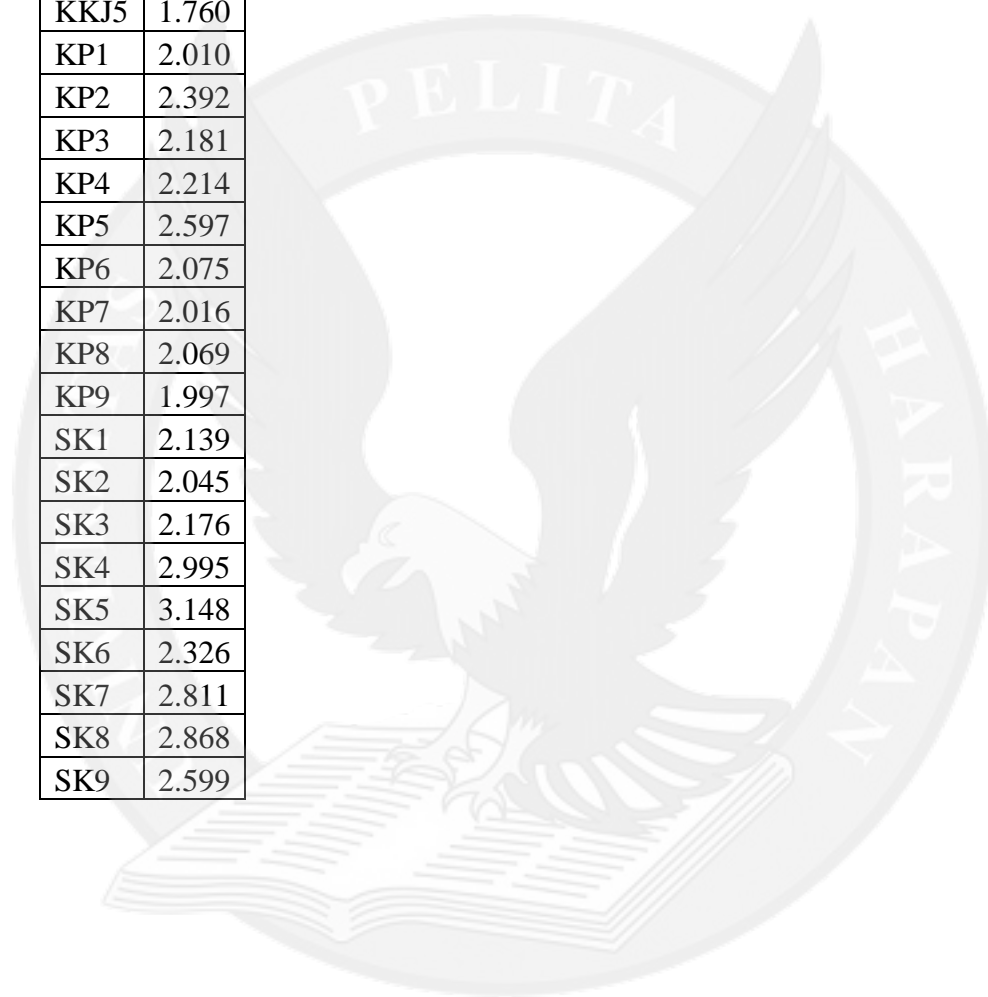 KKJ5 1.760
KP1 2.010
KP2 2.392
KP3 2.181
KP4 2.214
KP5 2.597
KP6 2.075
KP7 2.016
KP8 2.069
KP9 1.997
SK1 2.139
SK2 2.045
SK3 2.176
SK4 2.995
SK5 3.148
SK6 2.326
SK7 2.811
SK8 2.868
SK9 2.599
PELITA
HARAPAN